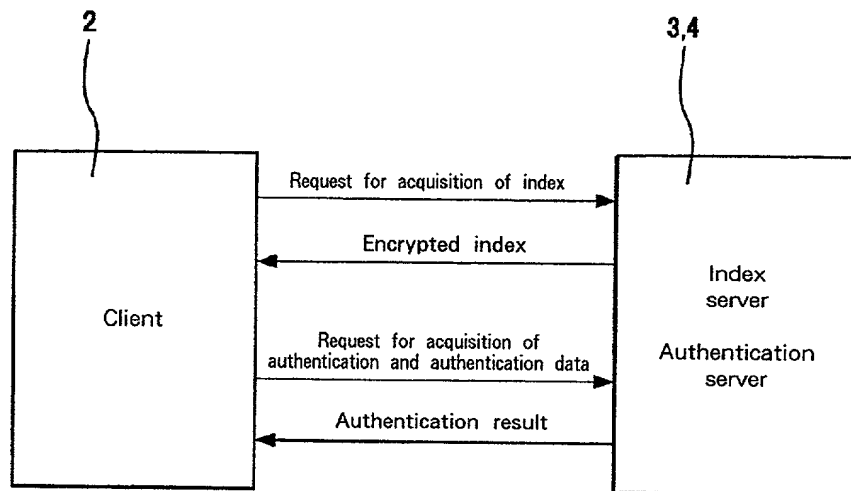 2
3,4
Request for acquisition of index
Encrypted index
Client
Index
server
Request for acquisition of
authentication and authentication data
Authentication
server
Authentication result